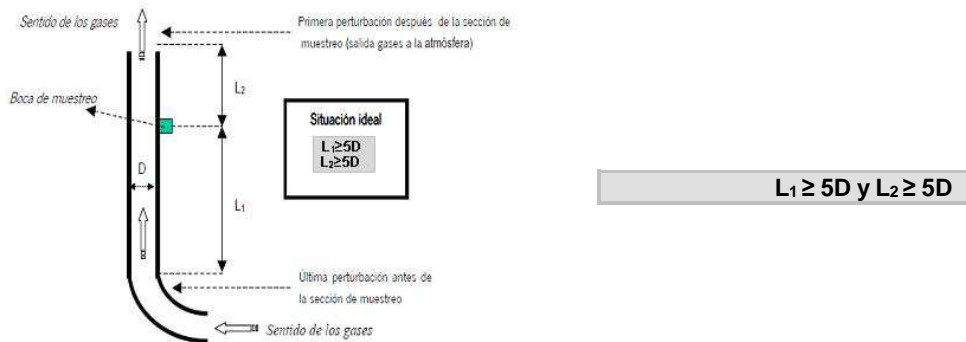 Sentido de los gases
Primera perturbación después de la sección de
muestreo (salida gases a la atmósfera)
L2
Boca de muestreo
Situación ideal
L1≥5D
L2≥5D
D
L1
L1 ≥ 5D y L2 ≥ 5D
Última perturbación antes de
la sección de muestreo
Sentido de los gases